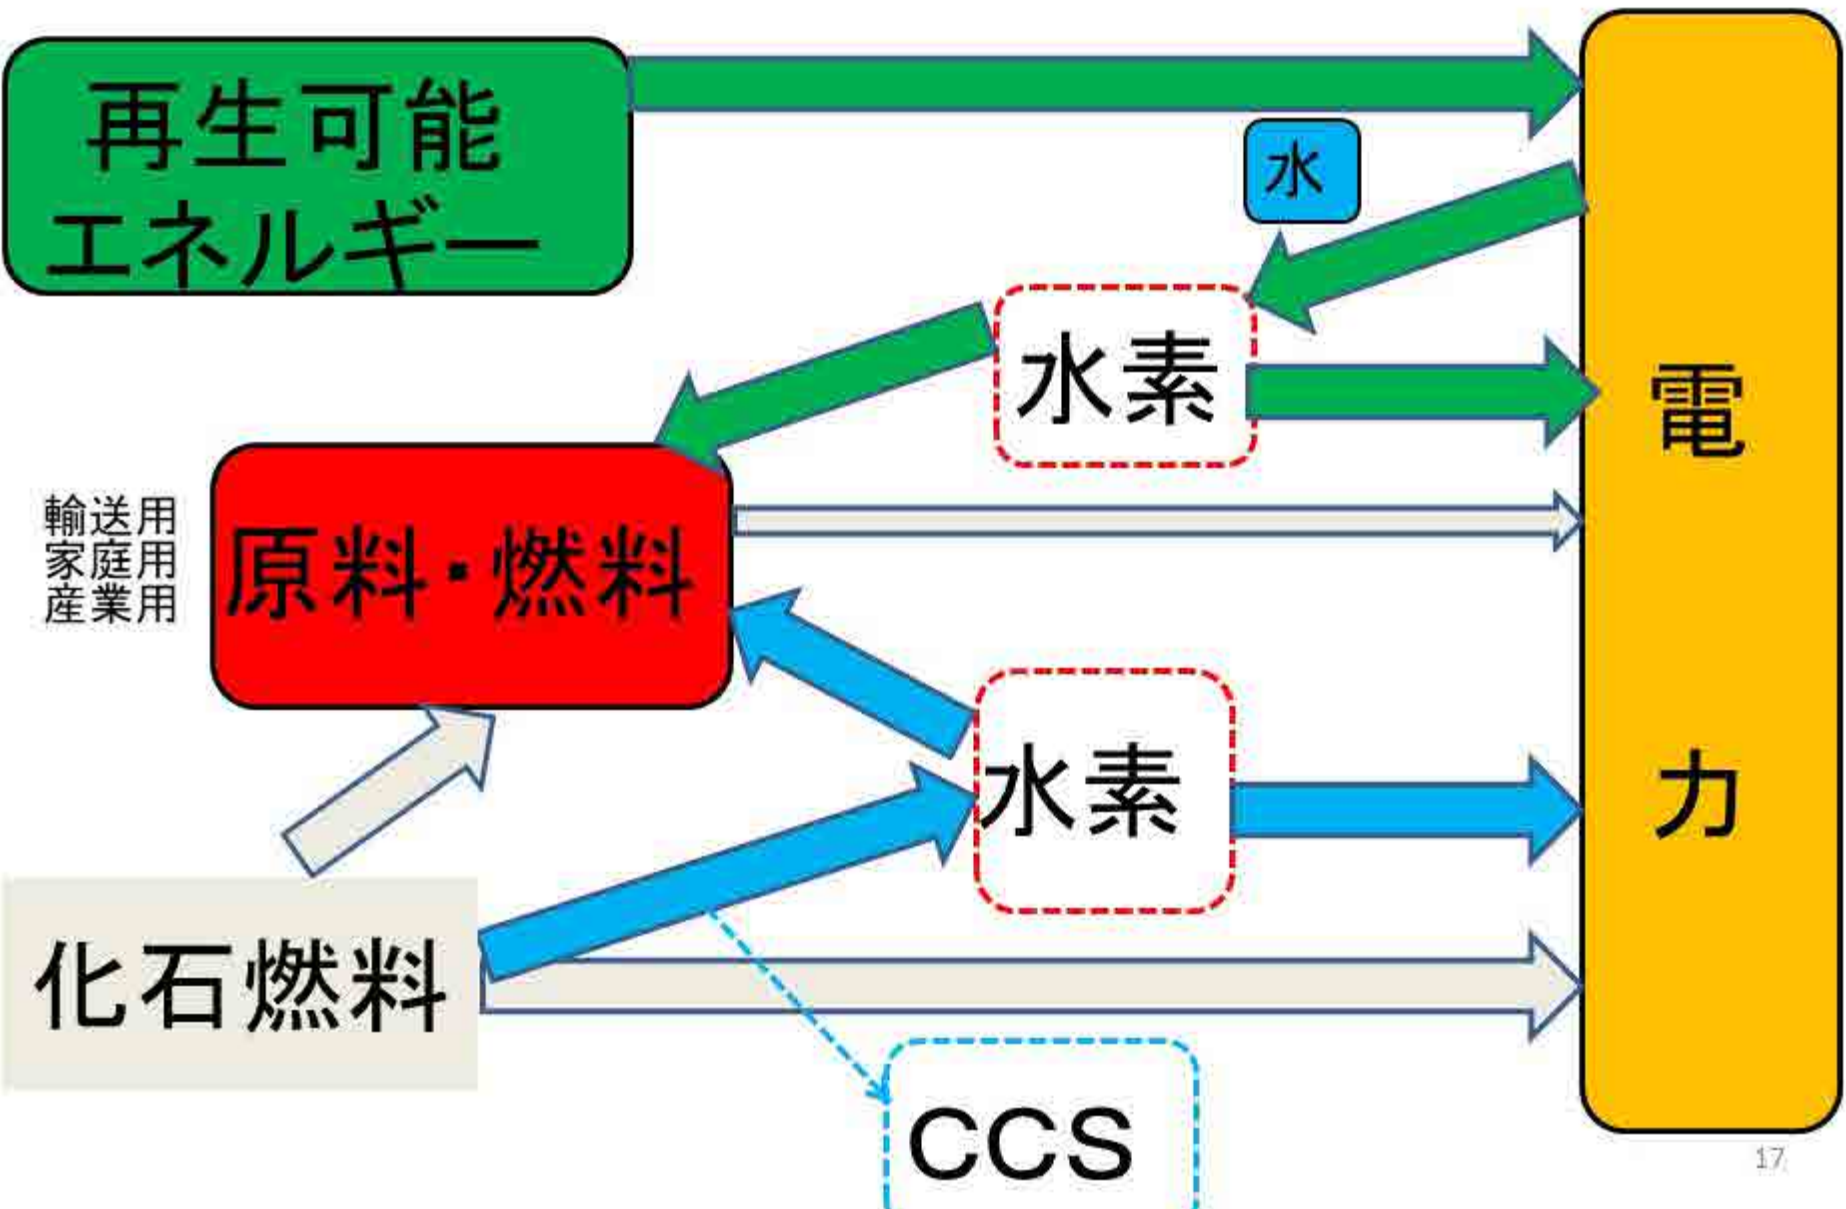 再生可能
エネルギー
水
水素
電
輸送用
家庭用
産業用
原料・燃料
水素
力
化石燃料
CCS
17